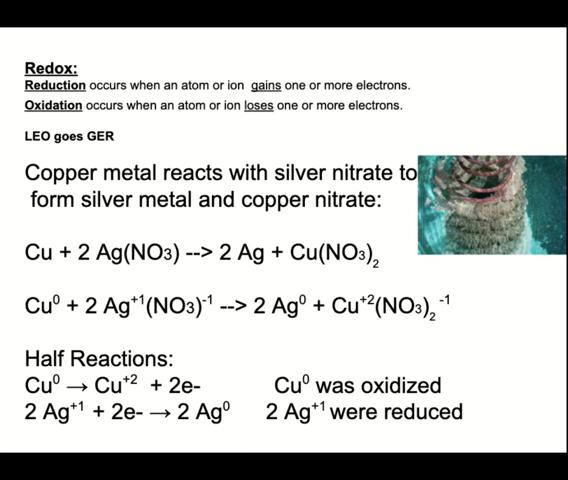 Redox:
Reduction occurs when an atom or ion gains one or more electrons.
Oxidation occurs when an atom or ion loses one or more electrons.
LEO goes GER
Copper metal reacts with silver nitrate to
form silver metal and copper nitrate:
Cu + 2 Ag(NO₃) --> 2 Ag + Cu(NO₃)₂
Cu⁰ + 2 Ag⁺¹(NO₃)⁻¹ --> 2 Ag⁰ + Cu⁺²(NO₃)₂⁻¹
Half Reactions:
Cu⁰ → Cu⁺² + 2e- Cu⁰ was oxidized
2 Ag⁺¹ + 2e- → 2 Ag⁰ 2 Ag⁺¹ were reduced